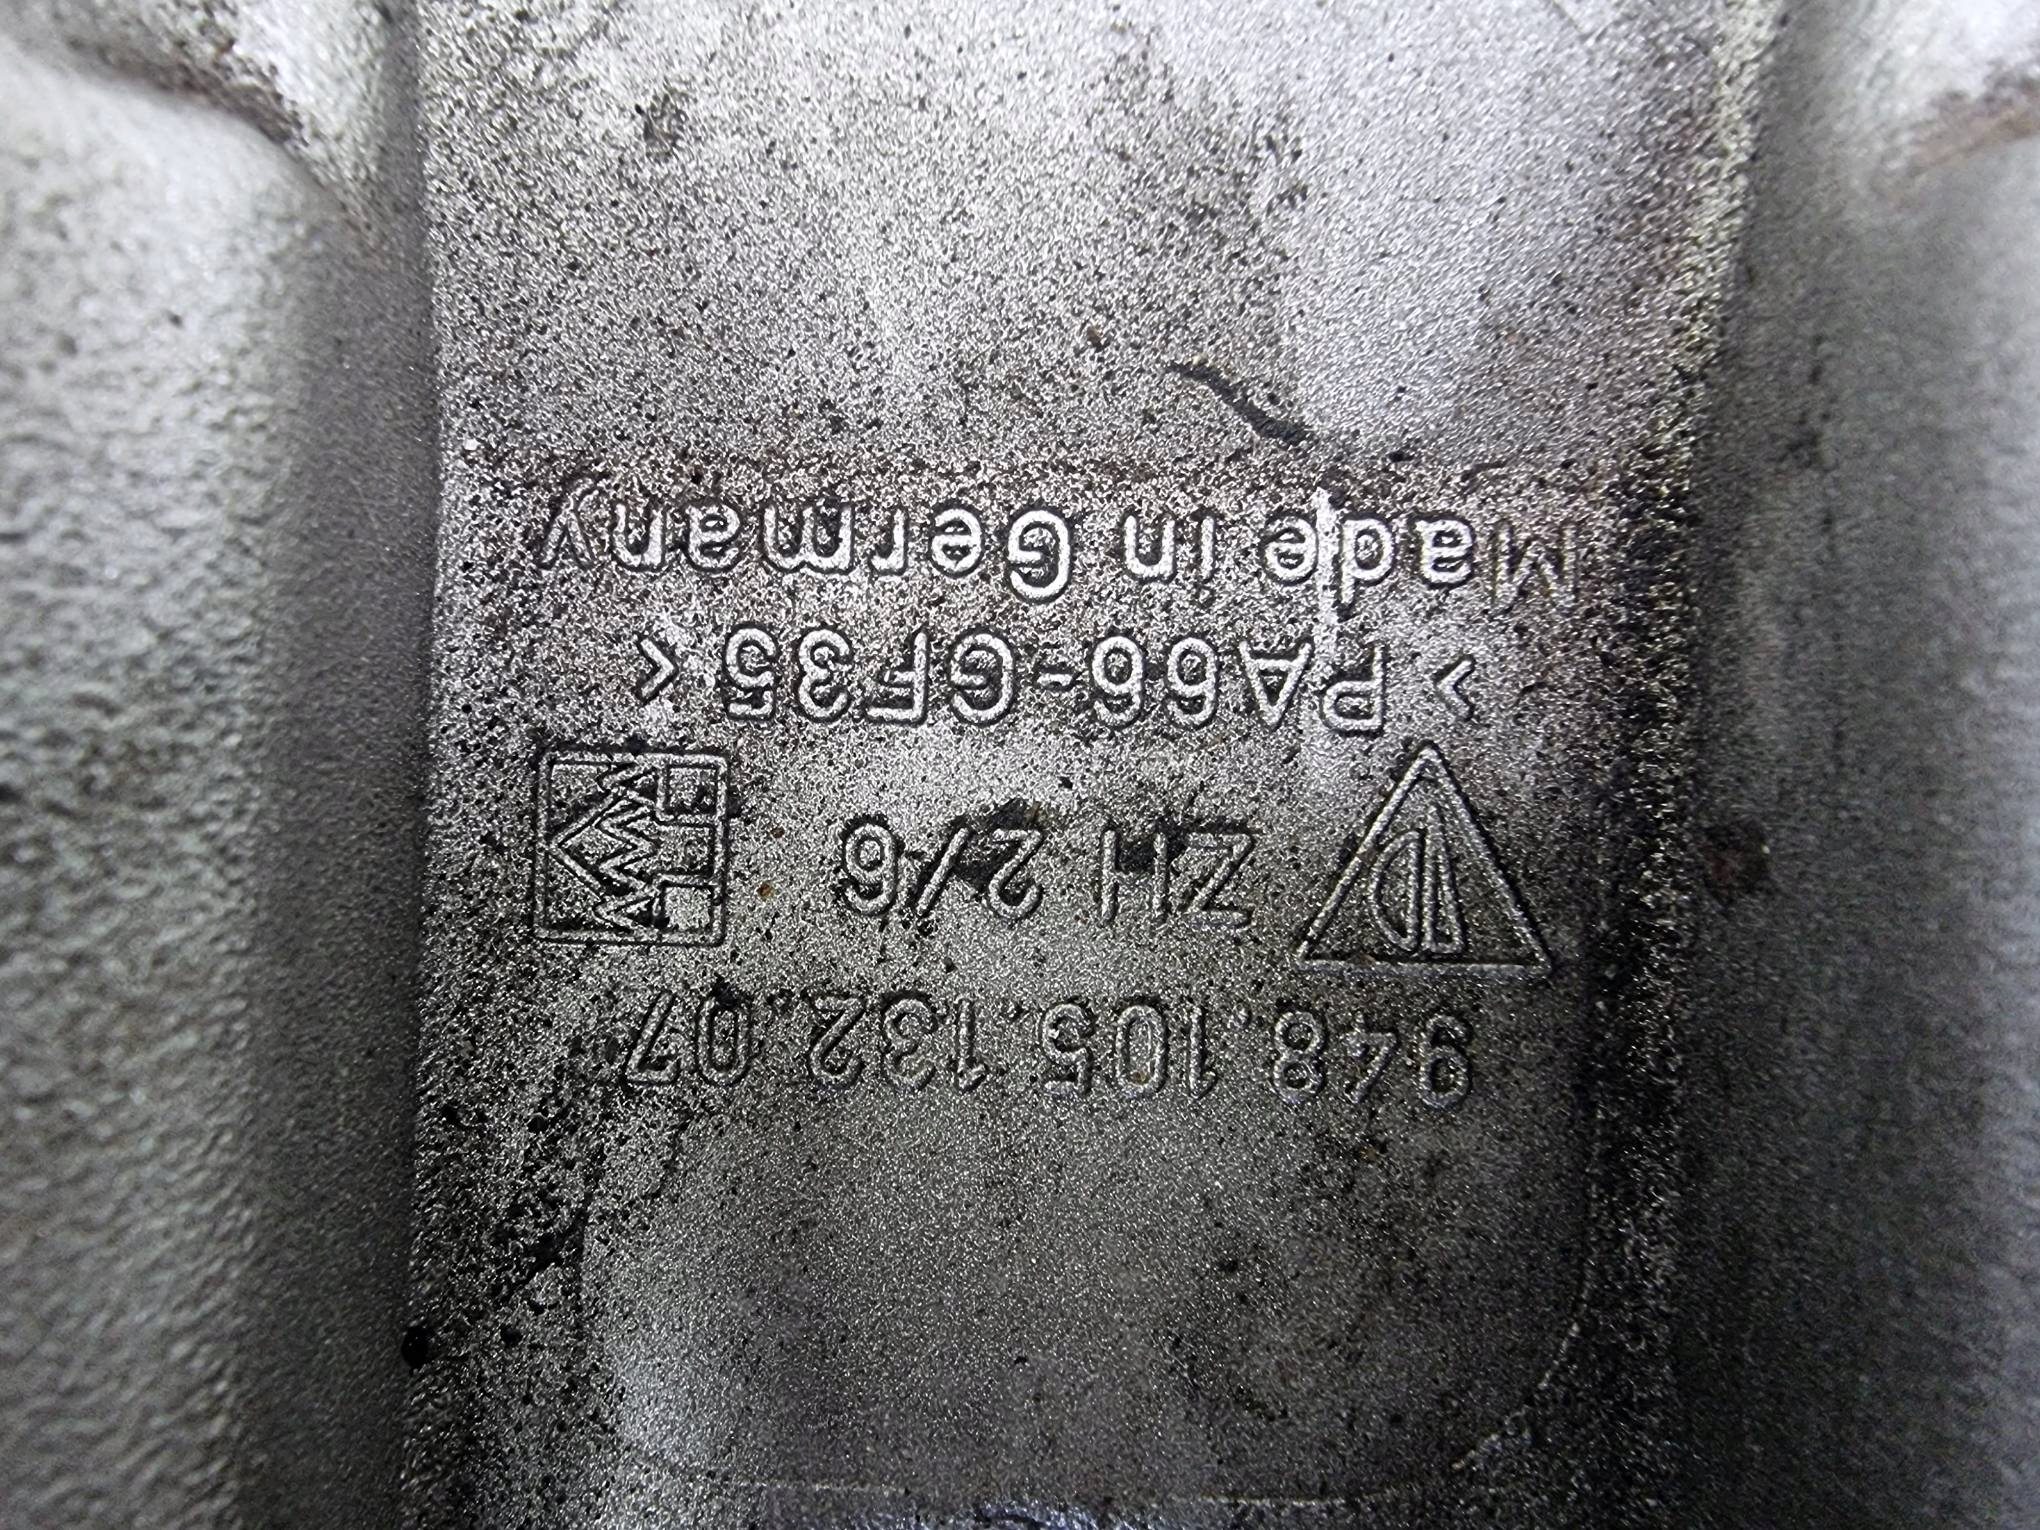 948.105.132.07
ZH 2/6
>PA66-GF35<
Made in Germany